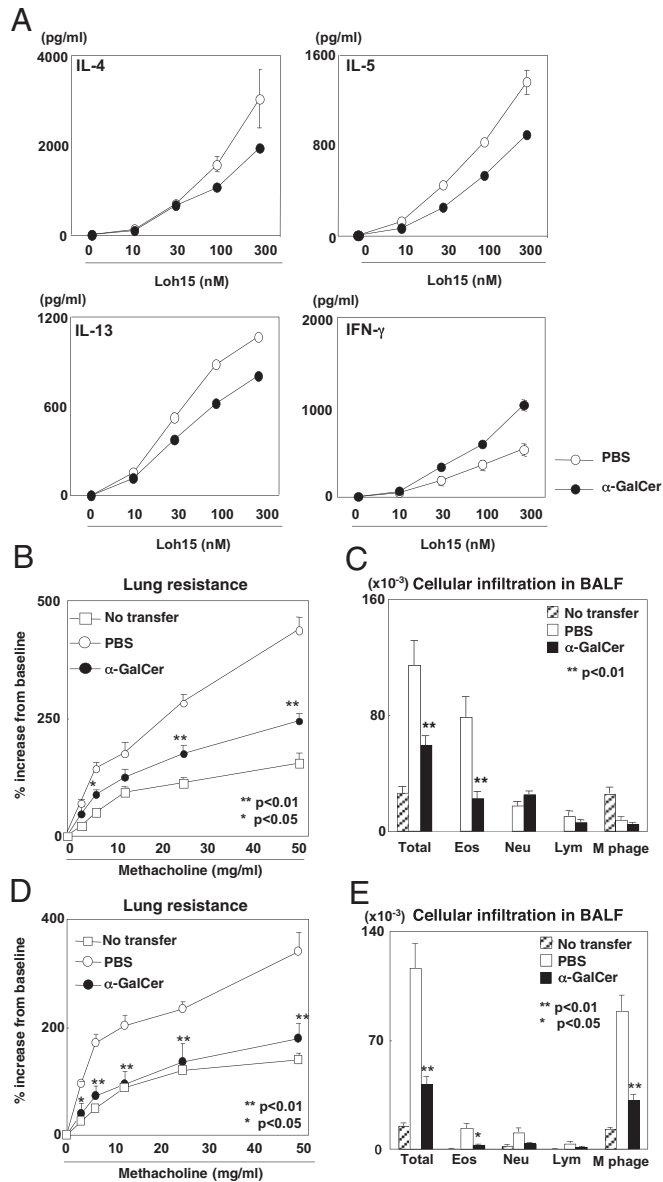 A
(pg/ml)
4000
IL-4
2000
0
0 10 30 100 300
Loh15 (nM)
(pg/ml)
1600
IL-5
800
0
0 10 30 100 300
Loh15 (nM)
(pg/ml)
1200
IL-13
600
0
0 10 30 100 300
Loh15 (nM)
(pg/ml)
2000
IFN-γ
1000
0
0 10 30 100 300
Loh15 (nM)
PBS
α-GalCer
B
Lung resistance
500
250
0
% increase from baseline
No transfer
PBS
α-GalCer
*
**
**
** p<0.01
* p<0.05
0 10 20 30 40 50
Methacholine (mg/ml)
C
(x10-3) Cellular infiltration in BALF
160
80
0
No transfer
PBS
α-GalCer
** p<0.01
**
**
Total Eos Neu Lym M phage
D
Lung resistance
400
200
0
% increase from baseline
No transfer
PBS
α-GalCer
*
**
**
**
**
** p<0.01
* p<0.05
0 10 20 30 40 50
Methacholine (mg/ml)
E
(x10-3) Cellular infiltration in BALF
140
70
0
No transfer
PBS
α-GalCer
** p<0.01
* p<0.05
**
*
**
Total Eos Neu Lym M phage